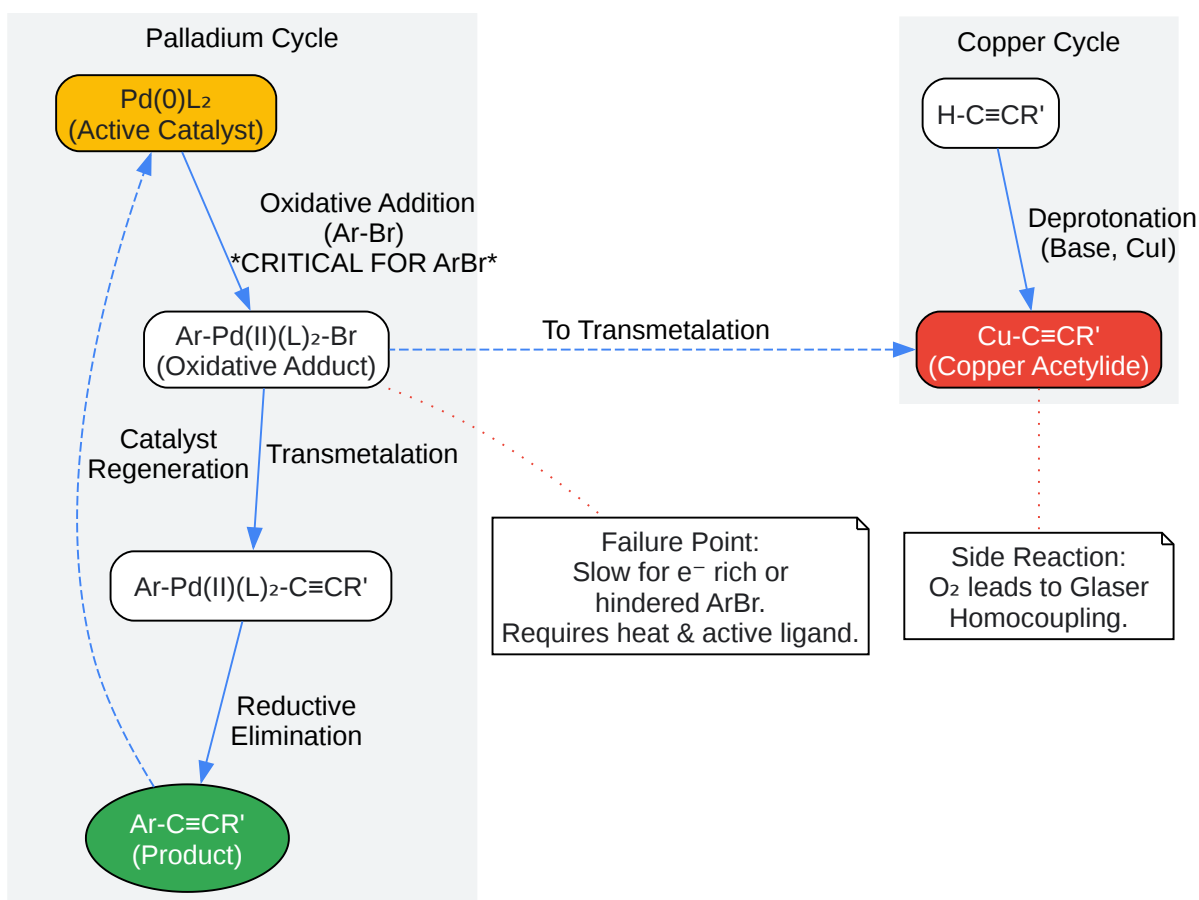 Palladium Cycle
Pd(0)L₂
(Active Catalyst)
Oxidative Addition
(Ar-Br)
*CRITICAL FOR ArBr*
Ar-Pd(II)(L)₂-Br
(Oxidative Adduct)
Catalyst
Regeneration
Transmetalation
Ar-Pd(II)(L)₂-C≡CR'
Reductive
Elimination
Ar-C≡CR'
(Product)
To Transmetalation
Copper Cycle
H-C≡CR'
Deprotonation
(Base, CuI)
Cu-C≡CR'
(Copper Acetylide)
Failure Point:
Slow for e⁻ rich or
hindered ArBr.
Requires heat & active ligand.
Side Reaction:
O₂ leads to Glaser
Homocoupling.